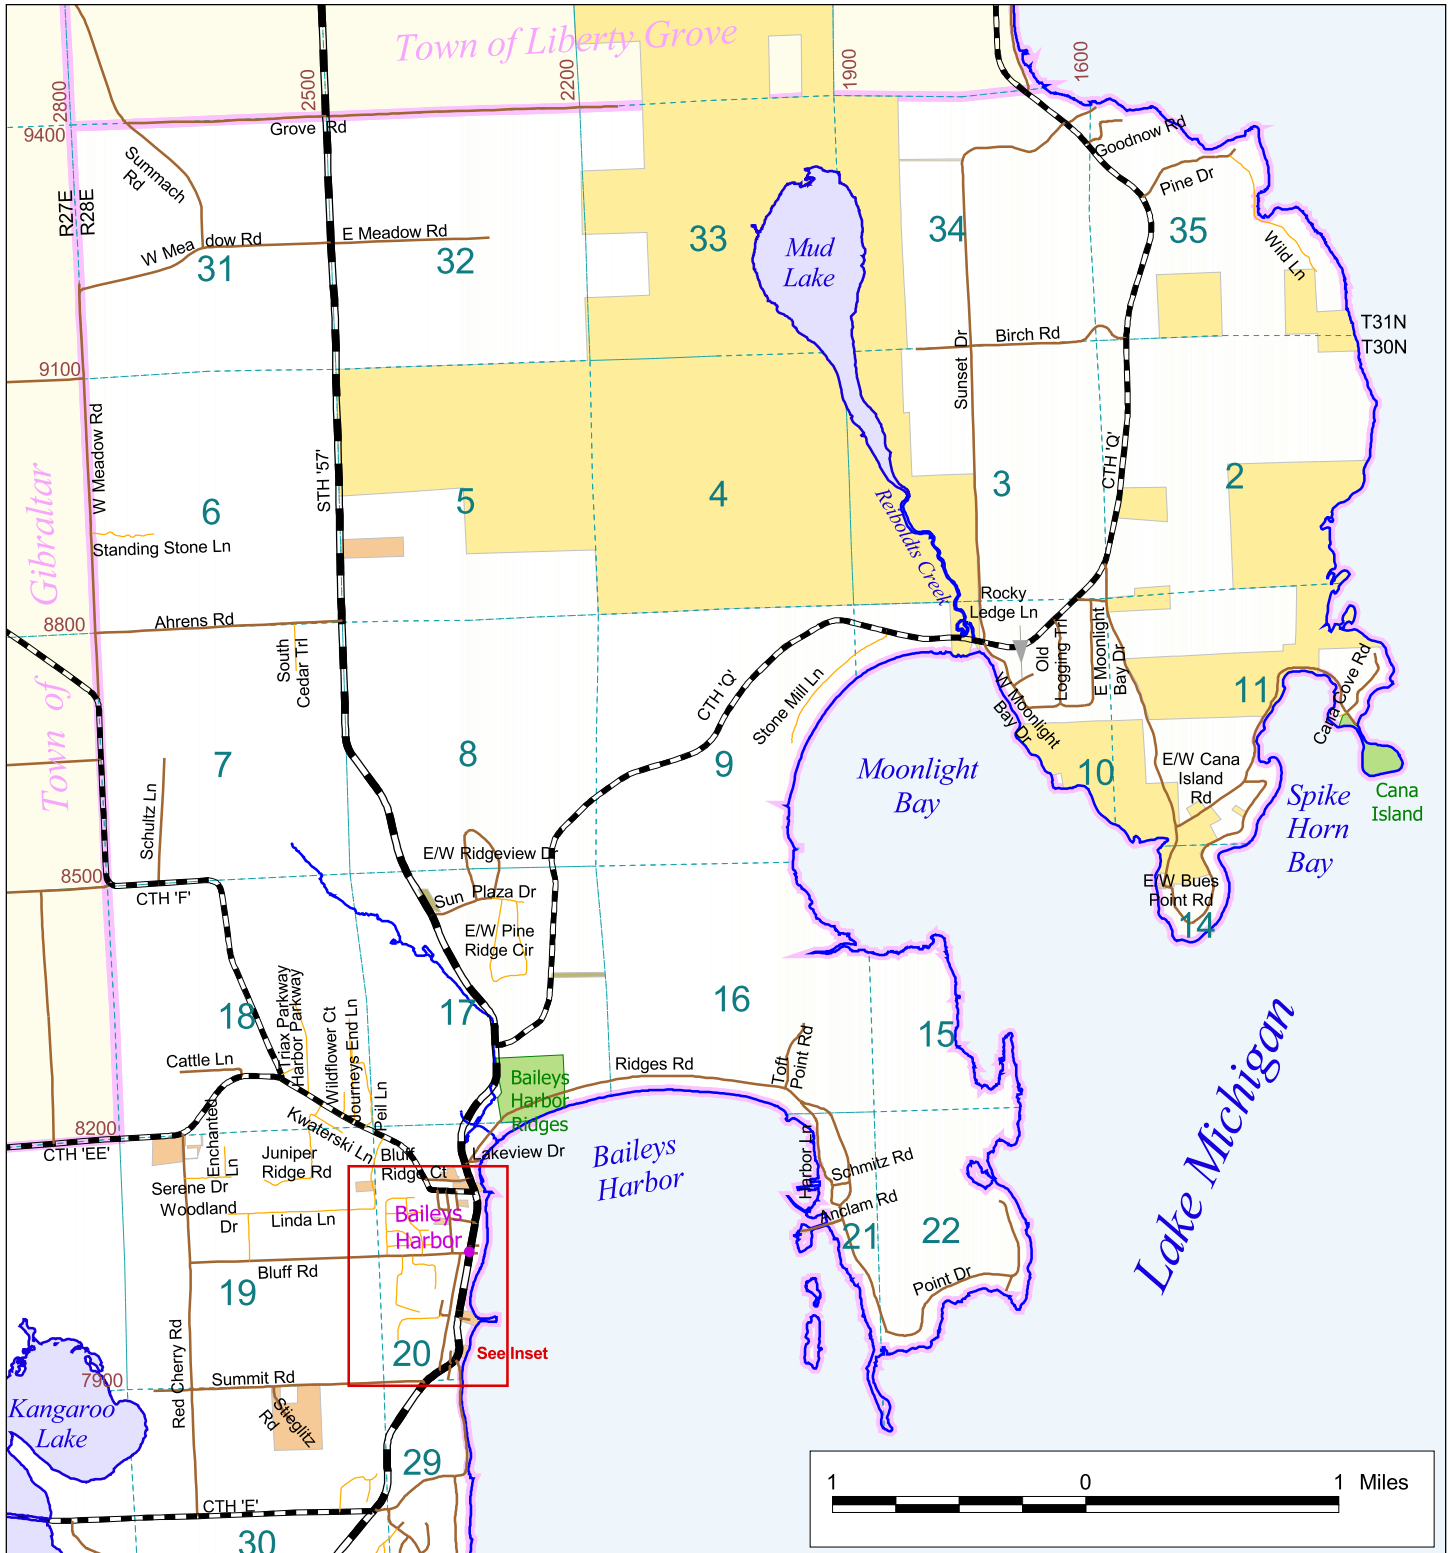 Town of Liberty Grove
2800
2500
2200
1900
1600
9400
Grove Rd
Goodnow Rd
Summach
Rd
Pine Dr
R27E
R28E
W Mea dow Rd
E Meadow Rd
31
32
33
34
35
Mud
Lake
Wild Ln
T31N
T30N
Birch Rd
Sunset Dr
9100
W Meadow Rd
STH '57'
CTH 'Q'
6
5
4
3
2
Standing Stone Ln
Reiboldts Creek
Town of Gibraltar
Rocky
Ledge Ln
8800
Ahrens Rd
South
Cedar Trl
Old
Logging Trl
E Moonlight
Bay Dr
W Moonlight
Bay Dr
CTH 'Q'
Stone Mill Ln
Cana Cove Rd
11
7
8
9
10
Moonlight
Bay
E/W Cana
Island
Rd
Spike
Horn
Bay
Cana
Island
Schultz Ln
E/W Ridgeview Dr
8500
CTH 'F'
Sun Plaza Dr
E/W Bues
Point Rd
14
E/W Pine
Ridge Cir
18
17
16
15
Triax Parkway
Harbor Parkway
Wildflower Ct
Journeys End Ln
Peil Ln
Cattle Ln
Ridges Rd
Toft
Point Rd
Baileys
Harbor
Ridges
Kwaterski Ln
Lake Michigan
8200
CTH 'EE'
Enchanted
Ln
Juniper
Ridge Rd
Bluff
Ridge Ct
Lakeview Dr
Baileys
Harbor
Harbor Ln
Schmitz Rd
Serene Dr
Woodland
Dr
Linda Ln
Baileys
Harbor
Anclam Rd
21
22
Bluff Rd
19
Point Dr
Red Cherry Rd
20
See Inset
7900
Summit Rd
Stieglitz
Rd
Kangaroo
Lake
29
CTH 'E'
30
1 0 1 Miles